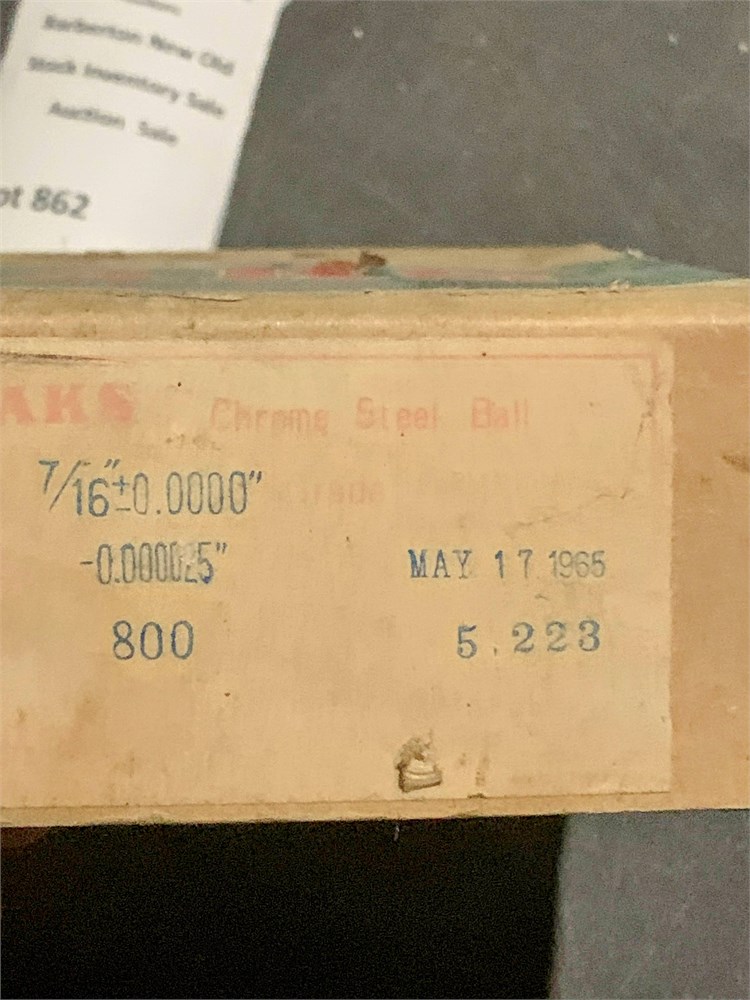 Barberton New Old
Stock Inventory Sale
Auction Sale
ot 862
AKS Chrome Steel Ball
7/16"±0.0000"
-0.000025"
MAY 17 1965
800
5.223